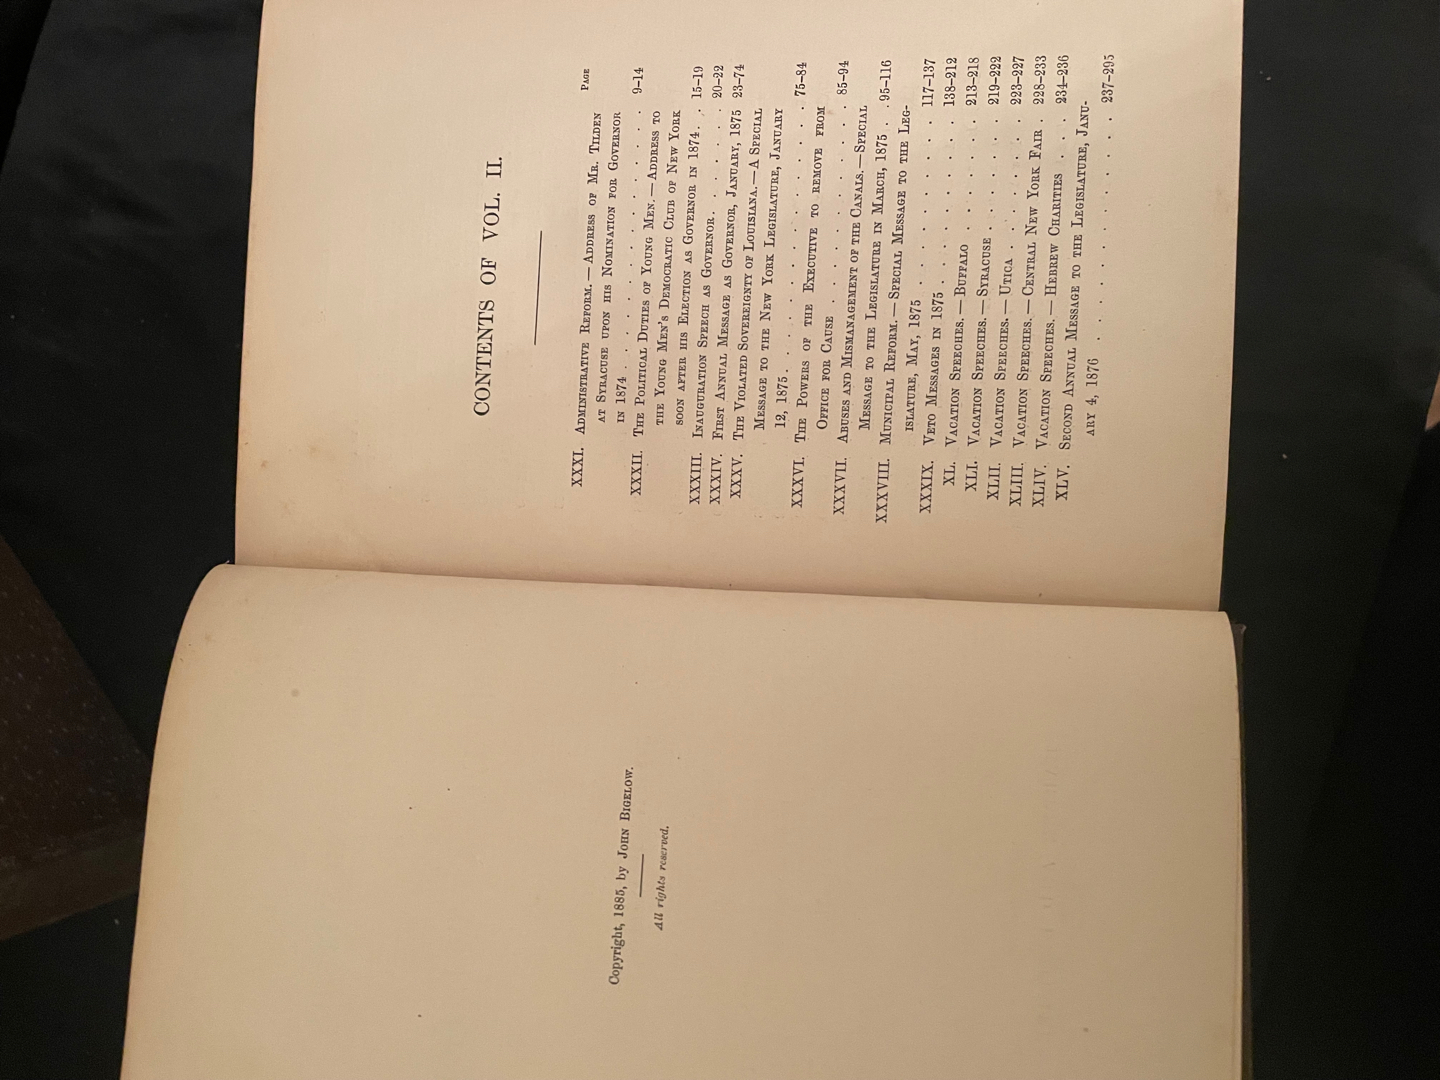 Copyright, 1885, by JOHN BIGELOW.
All rights reserved.
CONTENTS OF VOL. II.
PAGE
XXXI. ADMINISTRATIVE REFORM. — ADDRESS OF MR. TILDEN
AT SYRACUSE UPON HIS NOMINATION FOR GOVERNOR
IN 1874 . . . . . . . . . . . . . 9–14
XXXII. THE POLITICAL DUTIES OF YOUNG MEN. — ADDRESS TO
THE YOUNG MEN'S DEMOCRATIC CLUB OF NEW YORK
SOON AFTER HIS ELECTION AS GOVERNOR IN 1874 . . 15–19
XXXIII. INAUGURATION SPEECH AS GOVERNOR . . . . . . 20–22
XXXIV. FIRST ANNUAL MESSAGE AS GOVERNOR, JANUARY, 1875 23–74
XXXV. THE VIOLATED SOVEREIGNTY OF LOUISIANA. — A SPECIAL
MESSAGE TO THE NEW YORK LEGISLATURE, JANUARY
12, 1875 . . . . . . . . . . . . . 75–84
XXXVI. THE POWERS OF THE EXECUTIVE TO REMOVE FROM
OFFICE FOR CAUSE . . . . . . . . . . 85–94
XXXVII. ABUSES AND MISMANAGEMENT OF THE CANALS. — SPECIAL
MESSAGE TO THE LEGISLATURE IN MARCH, 1875 . . 95–116
XXXVIII. MUNICIPAL REFORM. — SPECIAL MESSAGE TO THE LEG-
ISLATURE, MAY, 1875 . . . . . . . . . 117–137
XXXIX. VETO MESSAGES IN 1875 . . . . . . . . . 138–212
XL. VACATION SPEECHES. — BUFFALO . . . . . . 213–218
XLI. VACATION SPEECHES. — SYRACUSE . . . . . . 219–222
XLII. VACATION SPEECHES. — UTICA . . . . . . . 223–227
XLIII. VACATION SPEECHES. — CENTRAL NEW YORK FAIR . 228–233
XLIV. VACATION SPEECHES. — HEBREW CHARITIES . . . 234–236
XLV. SECOND ANNUAL MESSAGE TO THE LEGISLATURE, JANU-
ARY 4, 1876 . . . . . . . . . . . . 237–295